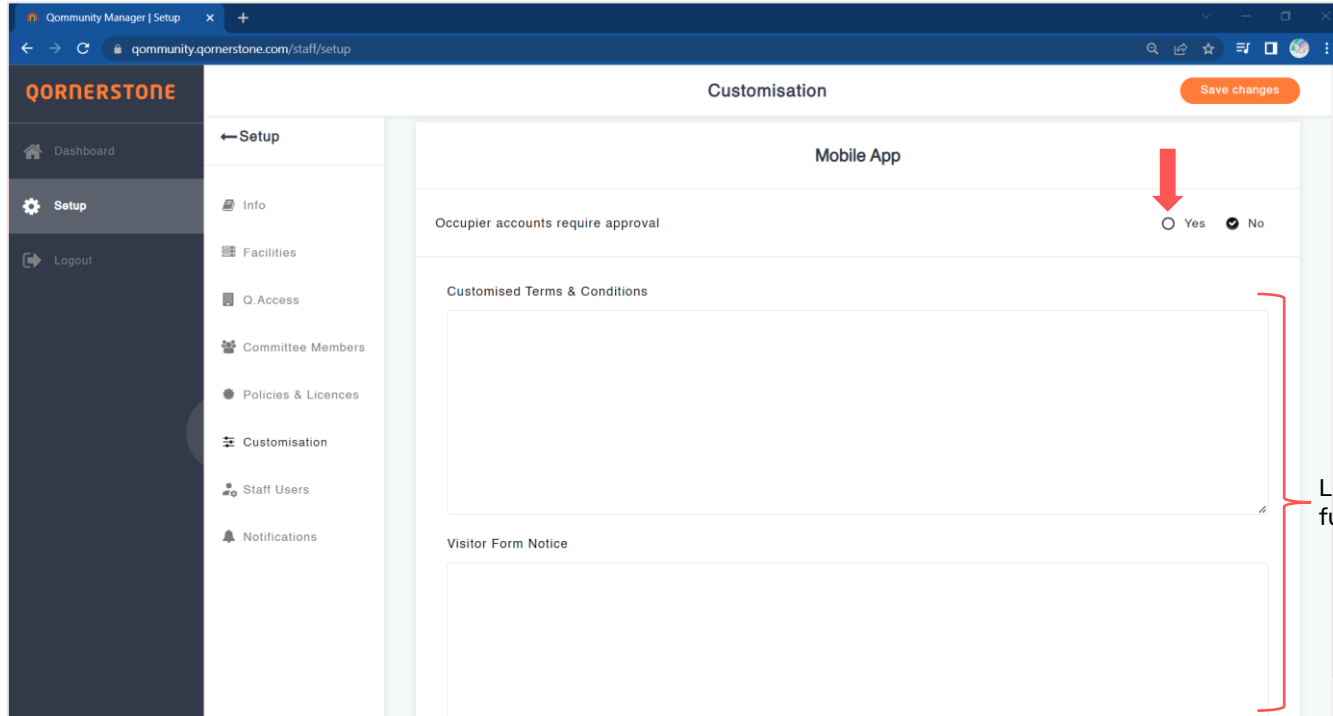 Qommunity Manager | Setup
qommunity.qornerstone.com/staff/setup
QORNERSTONE
Customisation
Save changes
Dashboard
Setup
Logout
←Setup
Info
Facilities
Q.Access
Committee Members
Policies & Licences
Customisation
Staff Users
Notifications
Mobile App
Occupier accounts require approval
Yes No
Customised Terms & Conditions
Visitor Form Notice